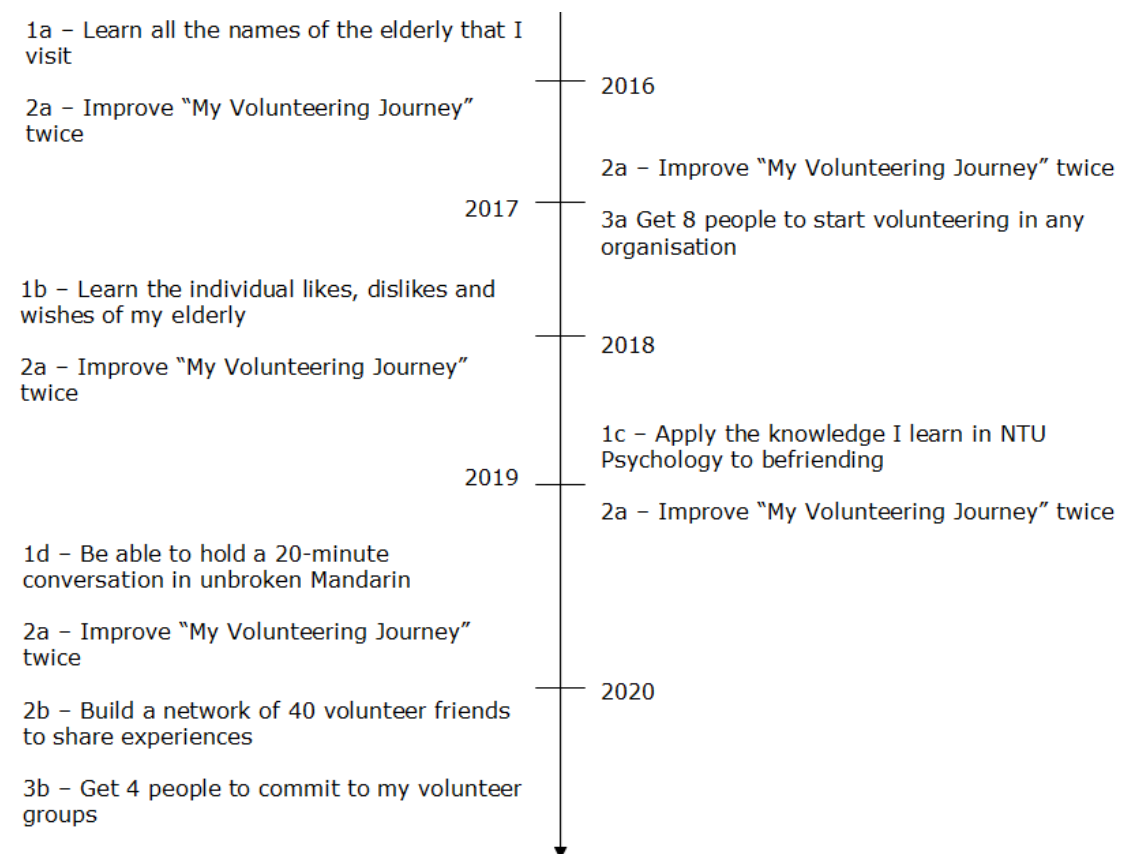 1a – Learn all the names of the elderly that I
visit
2016
2a – Improve “My Volunteering Journey”
twice
2a – Improve “My Volunteering Journey” twice
2017
3a Get 8 people to start volunteering in any
organisation
1b – Learn the individual likes, dislikes and
wishes of my elderly
2018
2a – Improve “My Volunteering Journey”
twice
1c – Apply the knowledge I learn in NTU
Psychology to befriending
2019
2a – Improve “My Volunteering Journey” twice
1d – Be able to hold a 20-minute
conversation in unbroken Mandarin
2a – Improve “My Volunteering Journey”
twice
2020
2b – Build a network of 40 volunteer friends
to share experiences
3b – Get 4 people to commit to my volunteer
groups